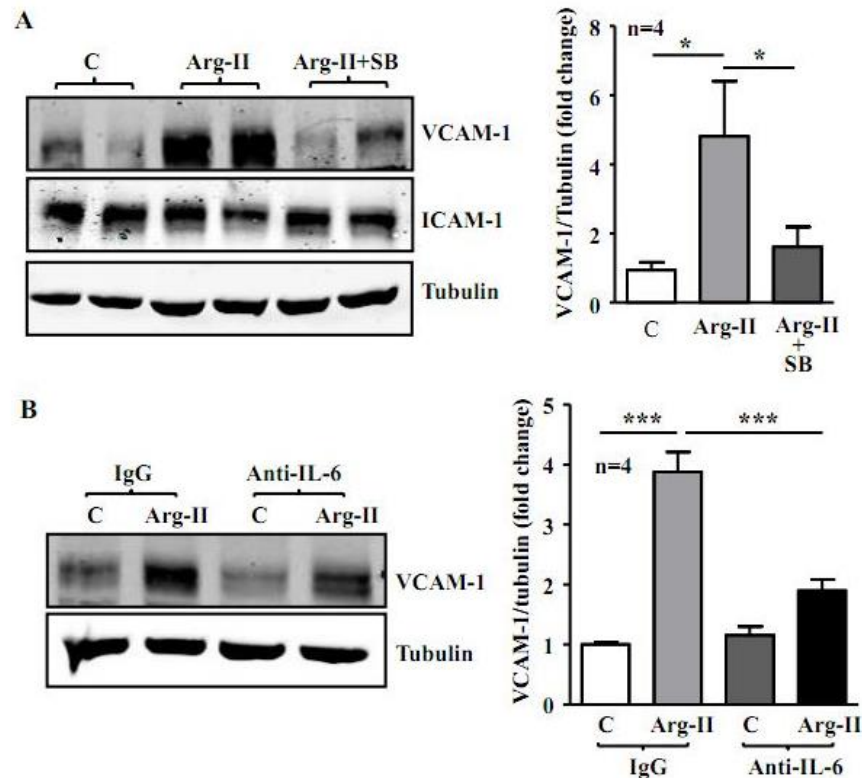 A
C Arg-II Arg-II+SB
VCAM-1
ICAM-1
Tubulin
VCAM-1/Tubulin (fold change)
n=4
* *
8
6
4
2
0
C Arg-II Arg-II
+
SB
B
IgG Anti-IL-6
C Arg-II C Arg-II
VCAM-1
Tubulin
VCAM-1/tubulin (fold change)
5
*** ***
n=4
4
3
2
1
0
C Arg-II C Arg-II
IgG Anti-IL-6